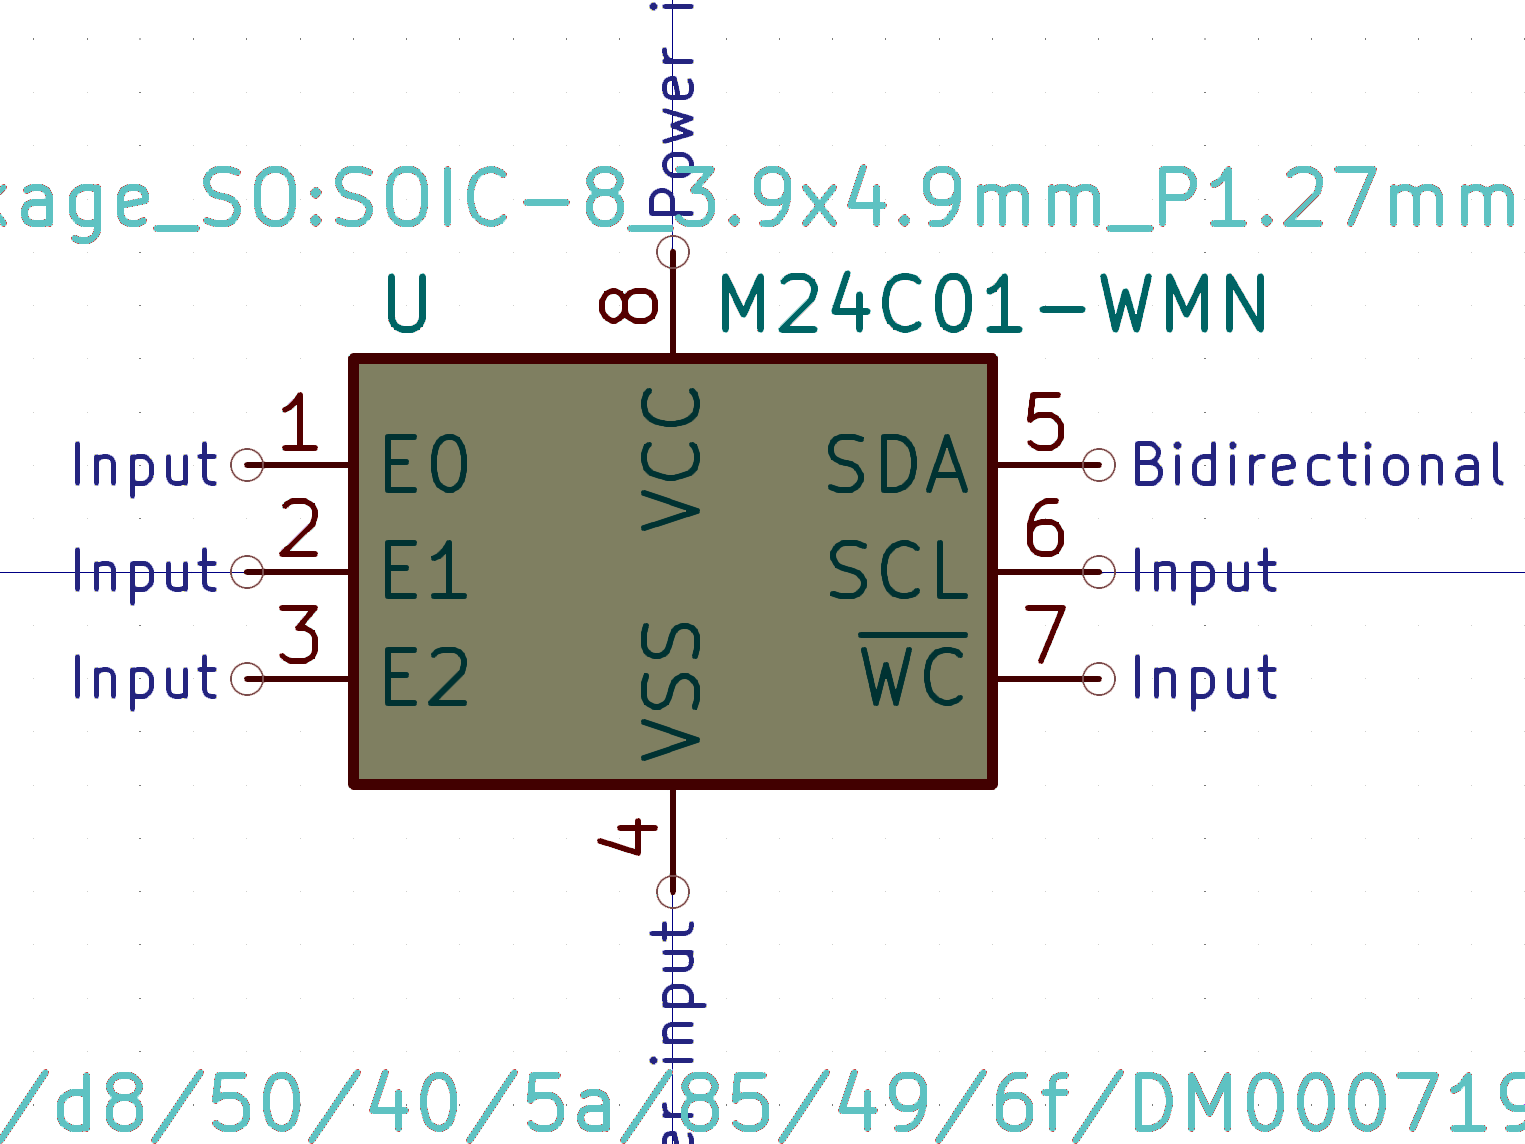 Power i
kage_SO:SOIC-8_3.9x4.9mm_P1.27mm
U
8
M24C01-WMN
1
E0
VCC
SDA
5
Input
Bidirectional
2
E1
SCL
6
Input
Input
3
E2
VSS
WC
7
Input
Input
4
er input
/d8/50/40/5a/85/49/6f/DM000719